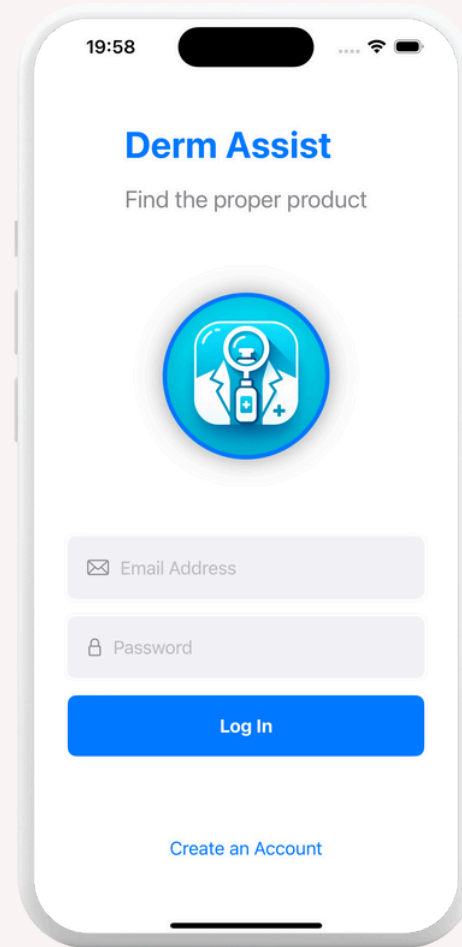 19:58
Derm Assist
Find the proper product
Email Address
Password
Log In
Create an Account